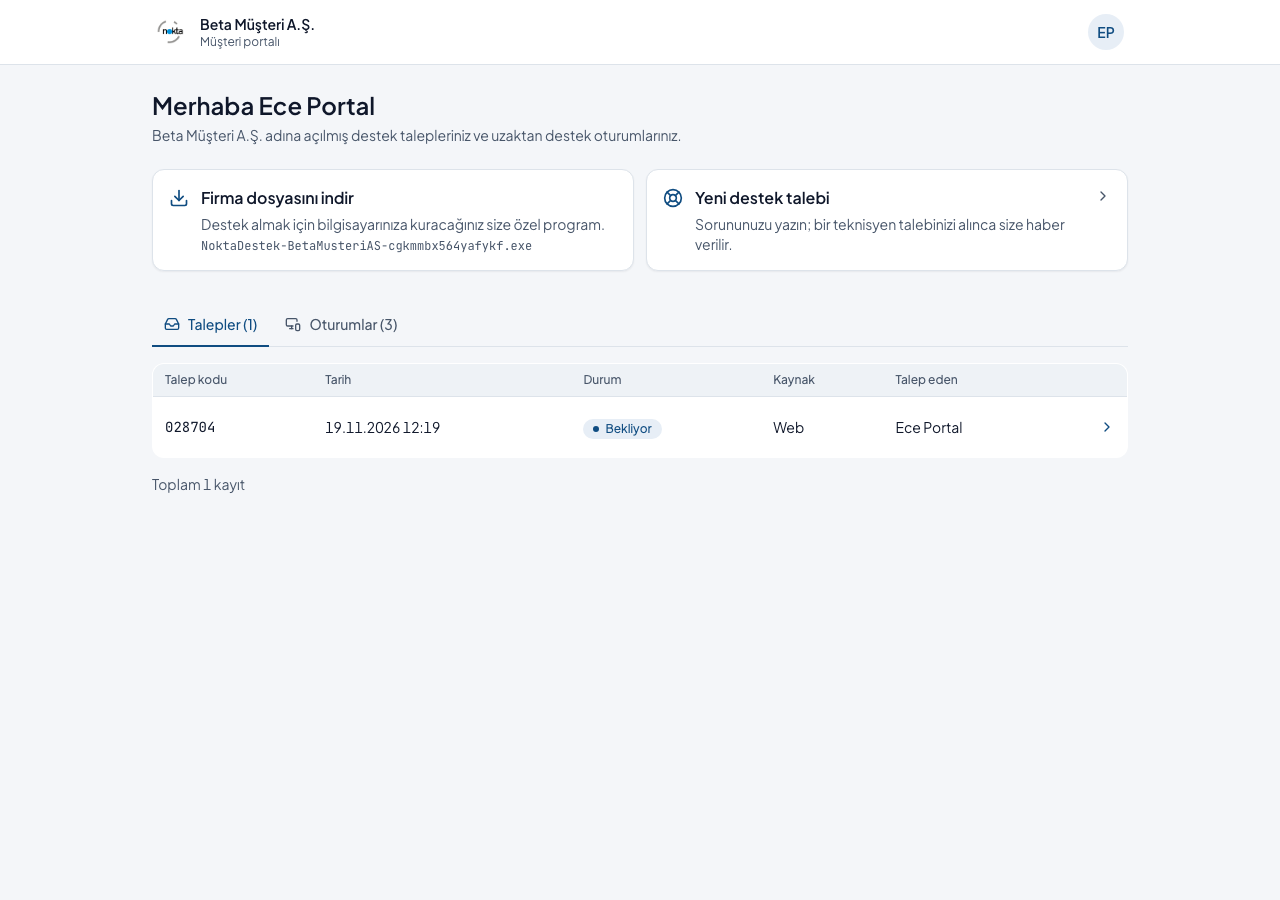 nokta
Beta Müşteri A.Ş.
Müşteri portalı
EP
Merhaba Ece Portal
Beta Müşteri A.Ş. adına açılmış destek talepleriniz ve uzaktan destek oturumlarınız.
Firma dosyasını indir
Destek almak için bilgisayarınıza kuracağınız size özel program.
NoktaDestek-BetaMusteriAS-cgkmmbx564yafykf.exe
Yeni destek talebi
Sorununuzu yazın; bir teknisyen talebinizi alınca size haber
verilir.
Talepler (1) Oturumlar (3)
Talep kodu Tarih Durum Kaynak Talep eden
028704 19.11.2026 12:19 Bekliyor Web Ece Portal
Toplam 1 kayıt